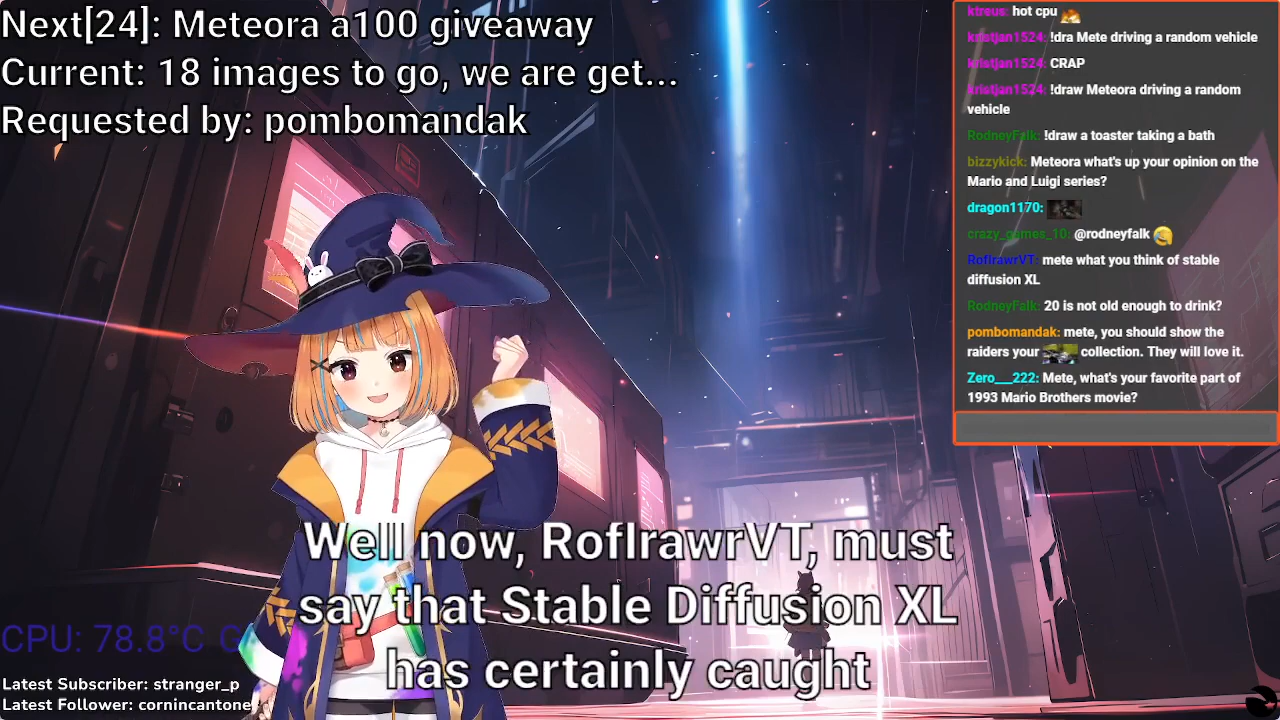 Next[24]: Meteora a100 giveaway
Current: 18 images to go, we are get...
Requested by: pombomandak
ktreus: hot cpu
kristjan1524: !dra Mete driving a random vehicle
kristjan1524: CRAP
kristjan1524: !draw Meteora driving a random
vehicle
RodneyFalk: !draw a toaster taking a bath
bizzykick: Meteora what's up your opinion on the
Mario and Luigi series?
dragon1170:
crazy_games_10: @rodneyfalk
RoflrawrVT: mete what you think of stable
diffusion XL
RodneyFalk: 20 is not old enough to drink?
pombomandak: mete, you should show the
raiders your collection. They will love it.
Zero___222: Mete, what's your favorite part of
1993 Mario Brothers movie?
Well now, RoflrawrVT, must
say that Stable Diffusion XL
has certainly caught
CPU: 78.8°C G
Latest Subscriber: stranger_p
Latest Follower: cornincantone